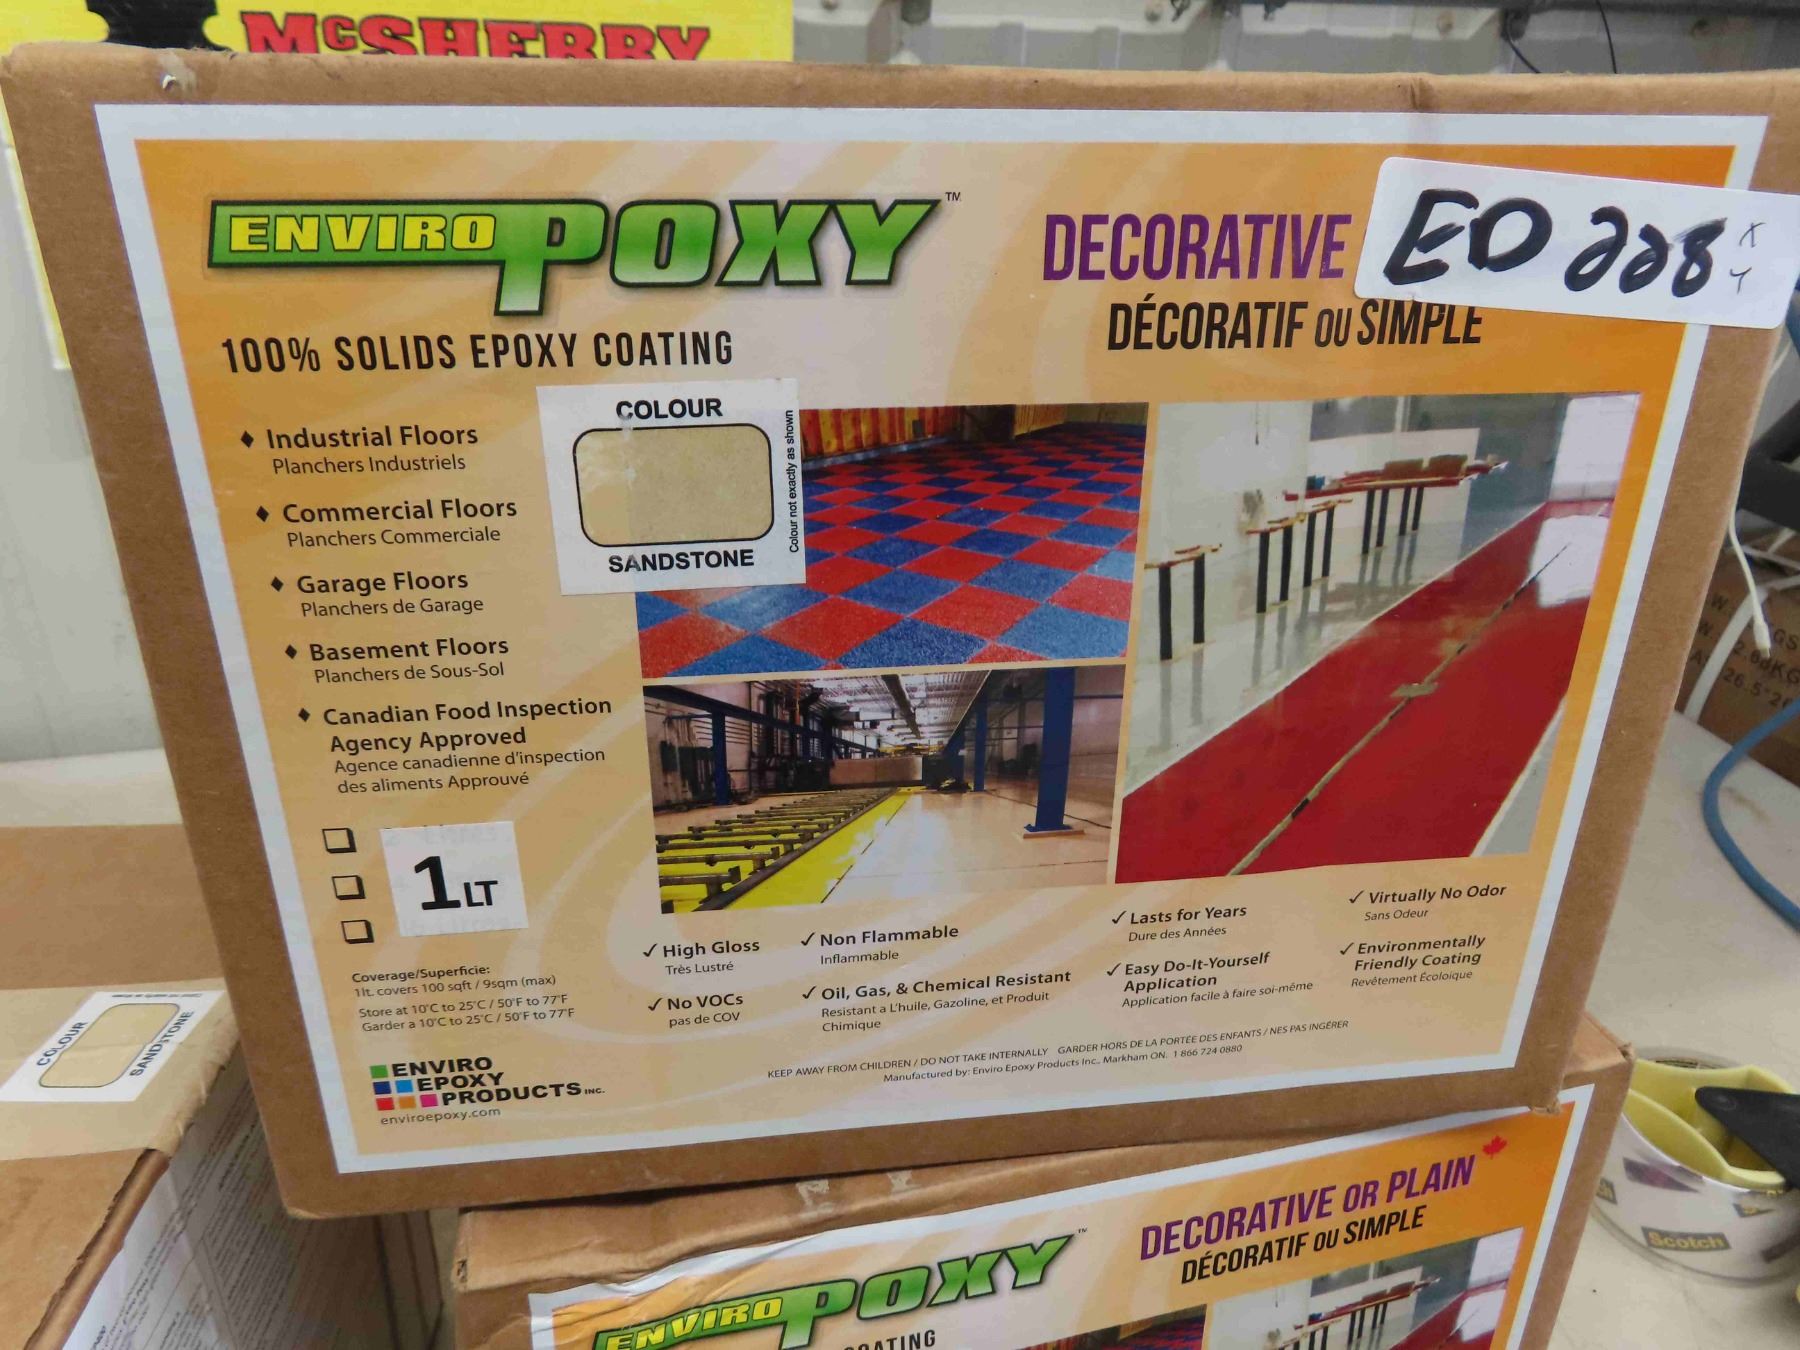 McSHERRY
ENVIROPOXY™
100% SOLIDS EPOXY COATING
DECORATIVE
DÉCORATIF OU SIMPLE
ED 228
X
Y
♦ Industrial Floors
Planchers Industriels
♦ Commercial Floors
Planchers Commerciale
♦ Garage Floors
Planchers de Garage
♦ Basement Floors
Planchers de Sous-Sol
♦ Canadian Food Inspection
Agency Approved
Agence canadienne d'inspection
des aliments Approuvé
COLOUR
SANDSTONE
Colour not exactly as shown
1LT
Coverage/Superficie:
1lt. covers 100 sqft / 9sqm (max)
Store at 10°C to 25°C / 50°F to 77°F
Garder a 10°C to 25°C / 50°F to 77°F
✓ High Gloss
Très Lustré
✓ No VOCs
pas de COV
✓ Non Flammable
Inflammable
✓ Oil, Gas, & Chemical Resistant
Resistant a L'huile, Gazoline, et Produit
Chimique
✓ Lasts for Years
Dure des Années
✓ Easy Do-It-Yourself
Application
Application facile à faire soi-même
✓ Virtually No Odor
Sans Odeur
✓ Environmentally
Friendly Coating
Revêtement Écoloique
KEEP AWAY FROM CHILDREN / DO NOT TAKE INTERNALLY GARDER HORS DE LA PORTÉE DES ENFANTS / NES PAS INGÉRER
Manufactured by: Enviro Epoxy Products Inc., Markham ON. 1 866 724 0880
ENVIRO
EPOXY
PRODUCTS INC.
enviroepoxy.com
COLOUR
SANDSTONE
ENVIROPOXY™
COATING
DECORATIVE OR PLAIN
DÉCORATIF OU SIMPLE
Scotch